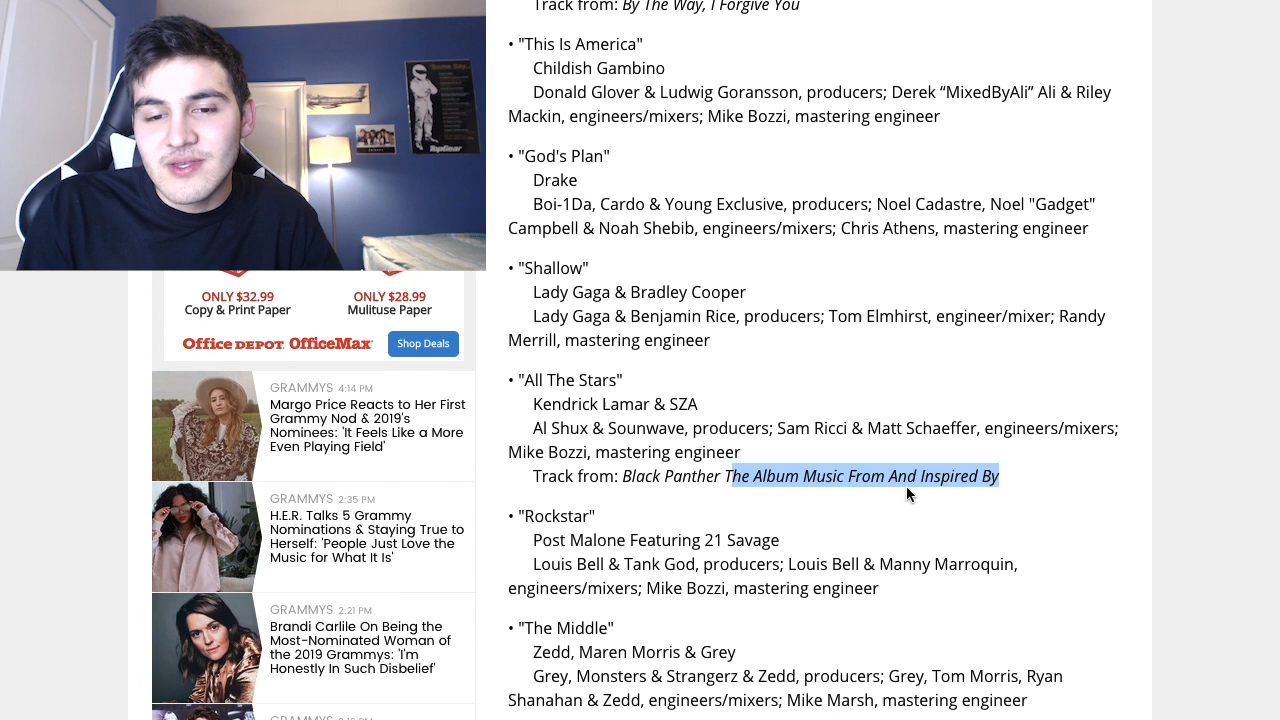 Track from: By The Way, I Forgive You
• "This Is America"
Childish Gambino
Donald Glover & Ludwig Goransson, producers; Derek “MixedByAli” Ali & Riley
Mackin, engineers/mixers; Mike Bozzi, mastering engineer
• "God's Plan"
Drake
Boi-1Da, Cardo & Young Exclusive, producers; Noel Cadastre, Noel "Gadget"
Campbell & Noah Shebib, engineers/mixers; Chris Athens, mastering engineer
• "Shallow"
Lady Gaga & Bradley Cooper
Lady Gaga & Benjamin Rice, producers; Tom Elmhirst, engineer/mixer; Randy
Merrill, mastering engineer
• "All The Stars"
Kendrick Lamar & SZA
Al Shux & Sounwave, producers; Sam Ricci & Matt Schaeffer, engineers/mixers;
Mike Bozzi, mastering engineer
Track from: Black Panther The Album Music From And Inspired By
• "Rockstar"
Post Malone Featuring 21 Savage
Louis Bell & Tank God, producers; Louis Bell & Manny Marroquin,
engineers/mixers; Mike Bozzi, mastering engineer
• "The Middle"
Zedd, Maren Morris & Grey
Grey, Monsters & Strangerz & Zedd, producers; Grey, Tom Morris, Ryan
Shanahan & Zedd, engineers/mixers; Mike Marsh, mastering engineer
"Some Say...
TopGear
ONLY $32.99
Copy & Print Paper
ONLY $28.99
Mulituse Paper
Office DEPOT. OfficeMax
Shop Deals
GRAMMYS 4:14 PM
Margo Price Reacts to Her First
Grammy Nod & 2019's
Nominees: 'It Feels Like a More
Even Playing Field'
GRAMMYS 2:35 PM
H.E.R. Talks 5 Grammy
Nominations & Staying True to
Herself: 'People Just Love the
Music for What It Is'
GRAMMYS 2:21 PM
Brandi Carlile On Being the
Most-Nominated Woman of
the 2019 Grammys: 'I'm
Honestly In Such Disbelief'
GRAMMYS